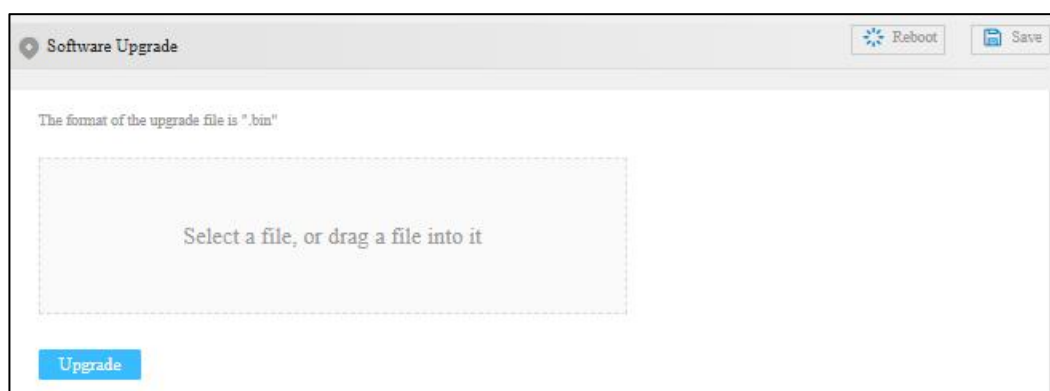 Software Upgrade
Reboot
Save
The format of the upgrade file is ".bin"
Select a file, or drag a file into it
Upgrade